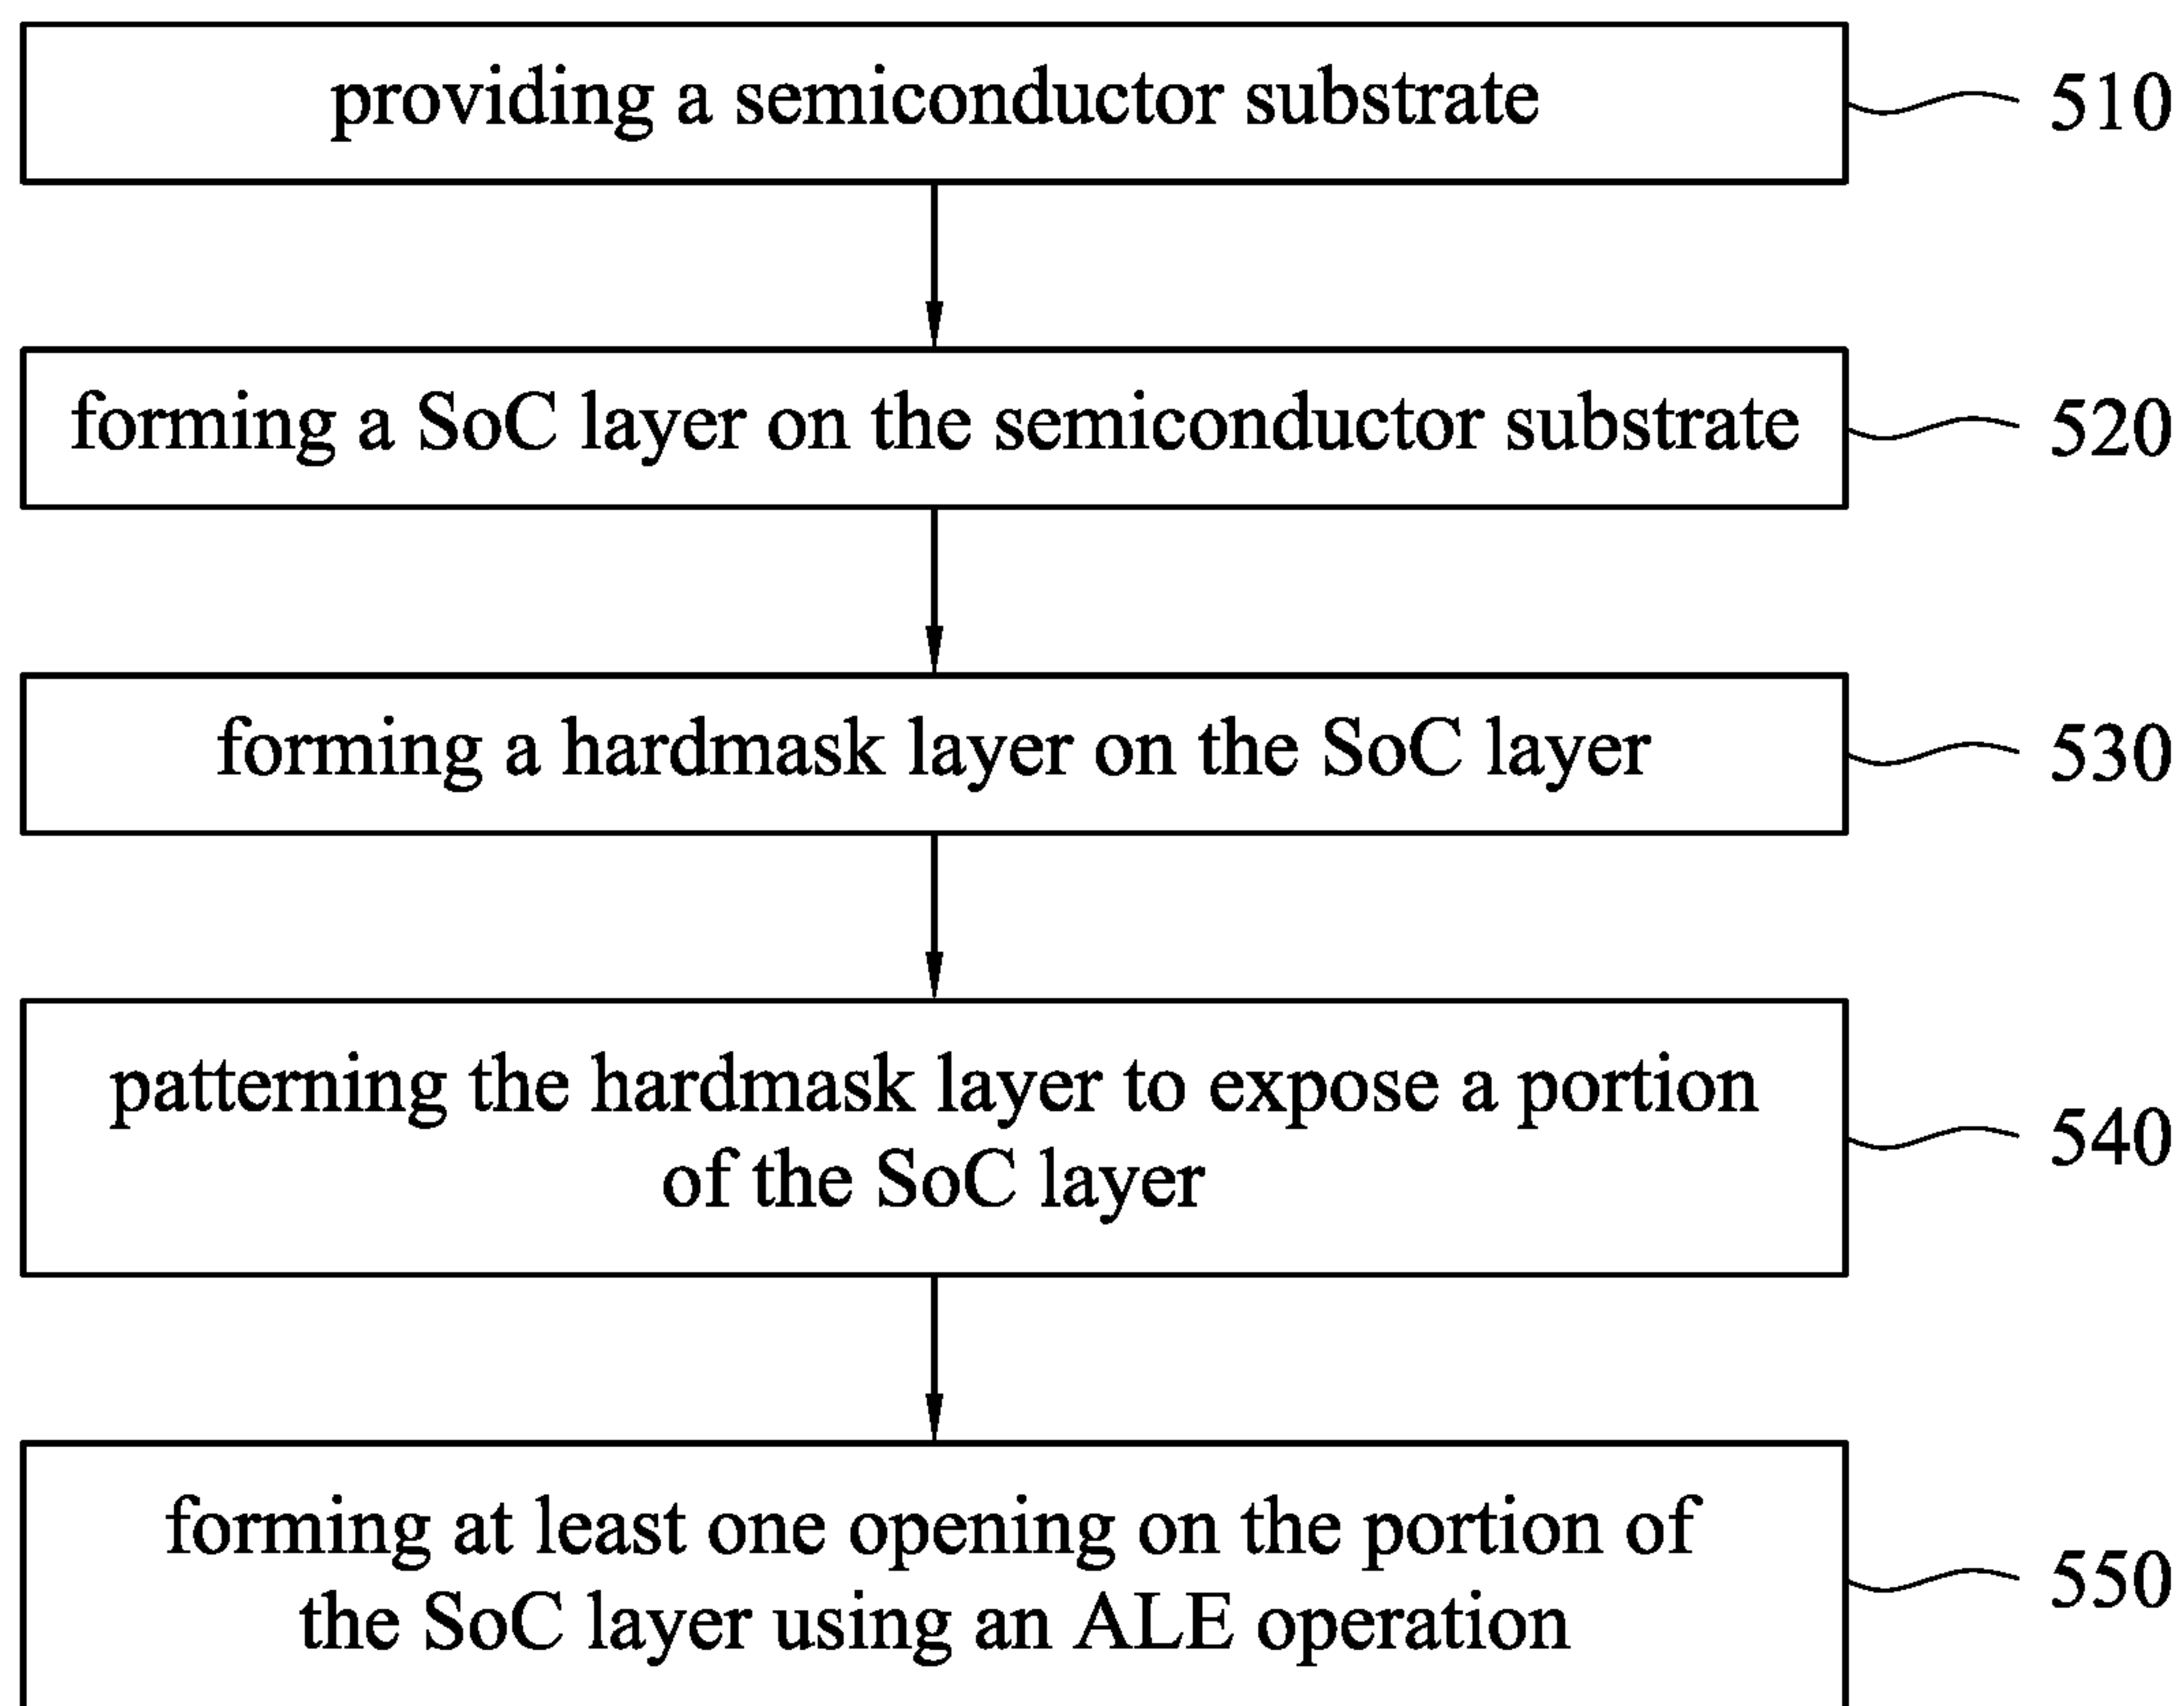 providing a semiconductor substrate
510
forming a SoC layer on the semiconductor substrate
520
forming a hardmask layer on the SoC layer
530
patterning the hardmask layer to expose a portion
of the SoC layer
540
forming at least one opening on the portion of
the SoC layer using an ALE operation
550